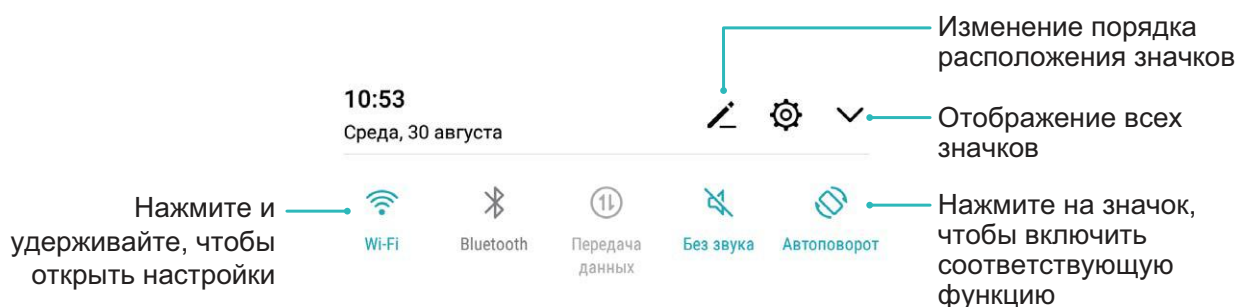 Изменение порядка
расположения значков
10:53
Среда, 30 августа
Отображение всех
значков
Нажмите и
удерживайте, чтобы
открыть настройки
Wi-Fi
Bluetooth
Передача
данных
Без звука
Автоповорот
Нажмите на значок,
чтобы включить
соответствующую
функцию